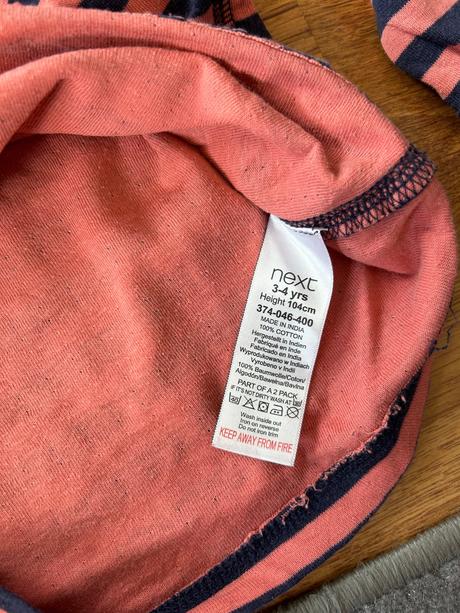 next
3-4 yrs
Height 104cm
374-046-400
MADE IN INDIA
100% COTTON
Hergestellt in Indien
Fabriqué en Inde
Fabricado en India
Wyprodukowano w Indiach
Vyrobeno v Indii
100% Baumwolle/Coton/
Algodón/Bawełna/Bavlna
PART OF A 2 PACK
IF IT'S NOT DIRTY WASH AT
Wash inside out
Iron on reverse
Do not iron trim
KEEP AWAY FROM FIRE